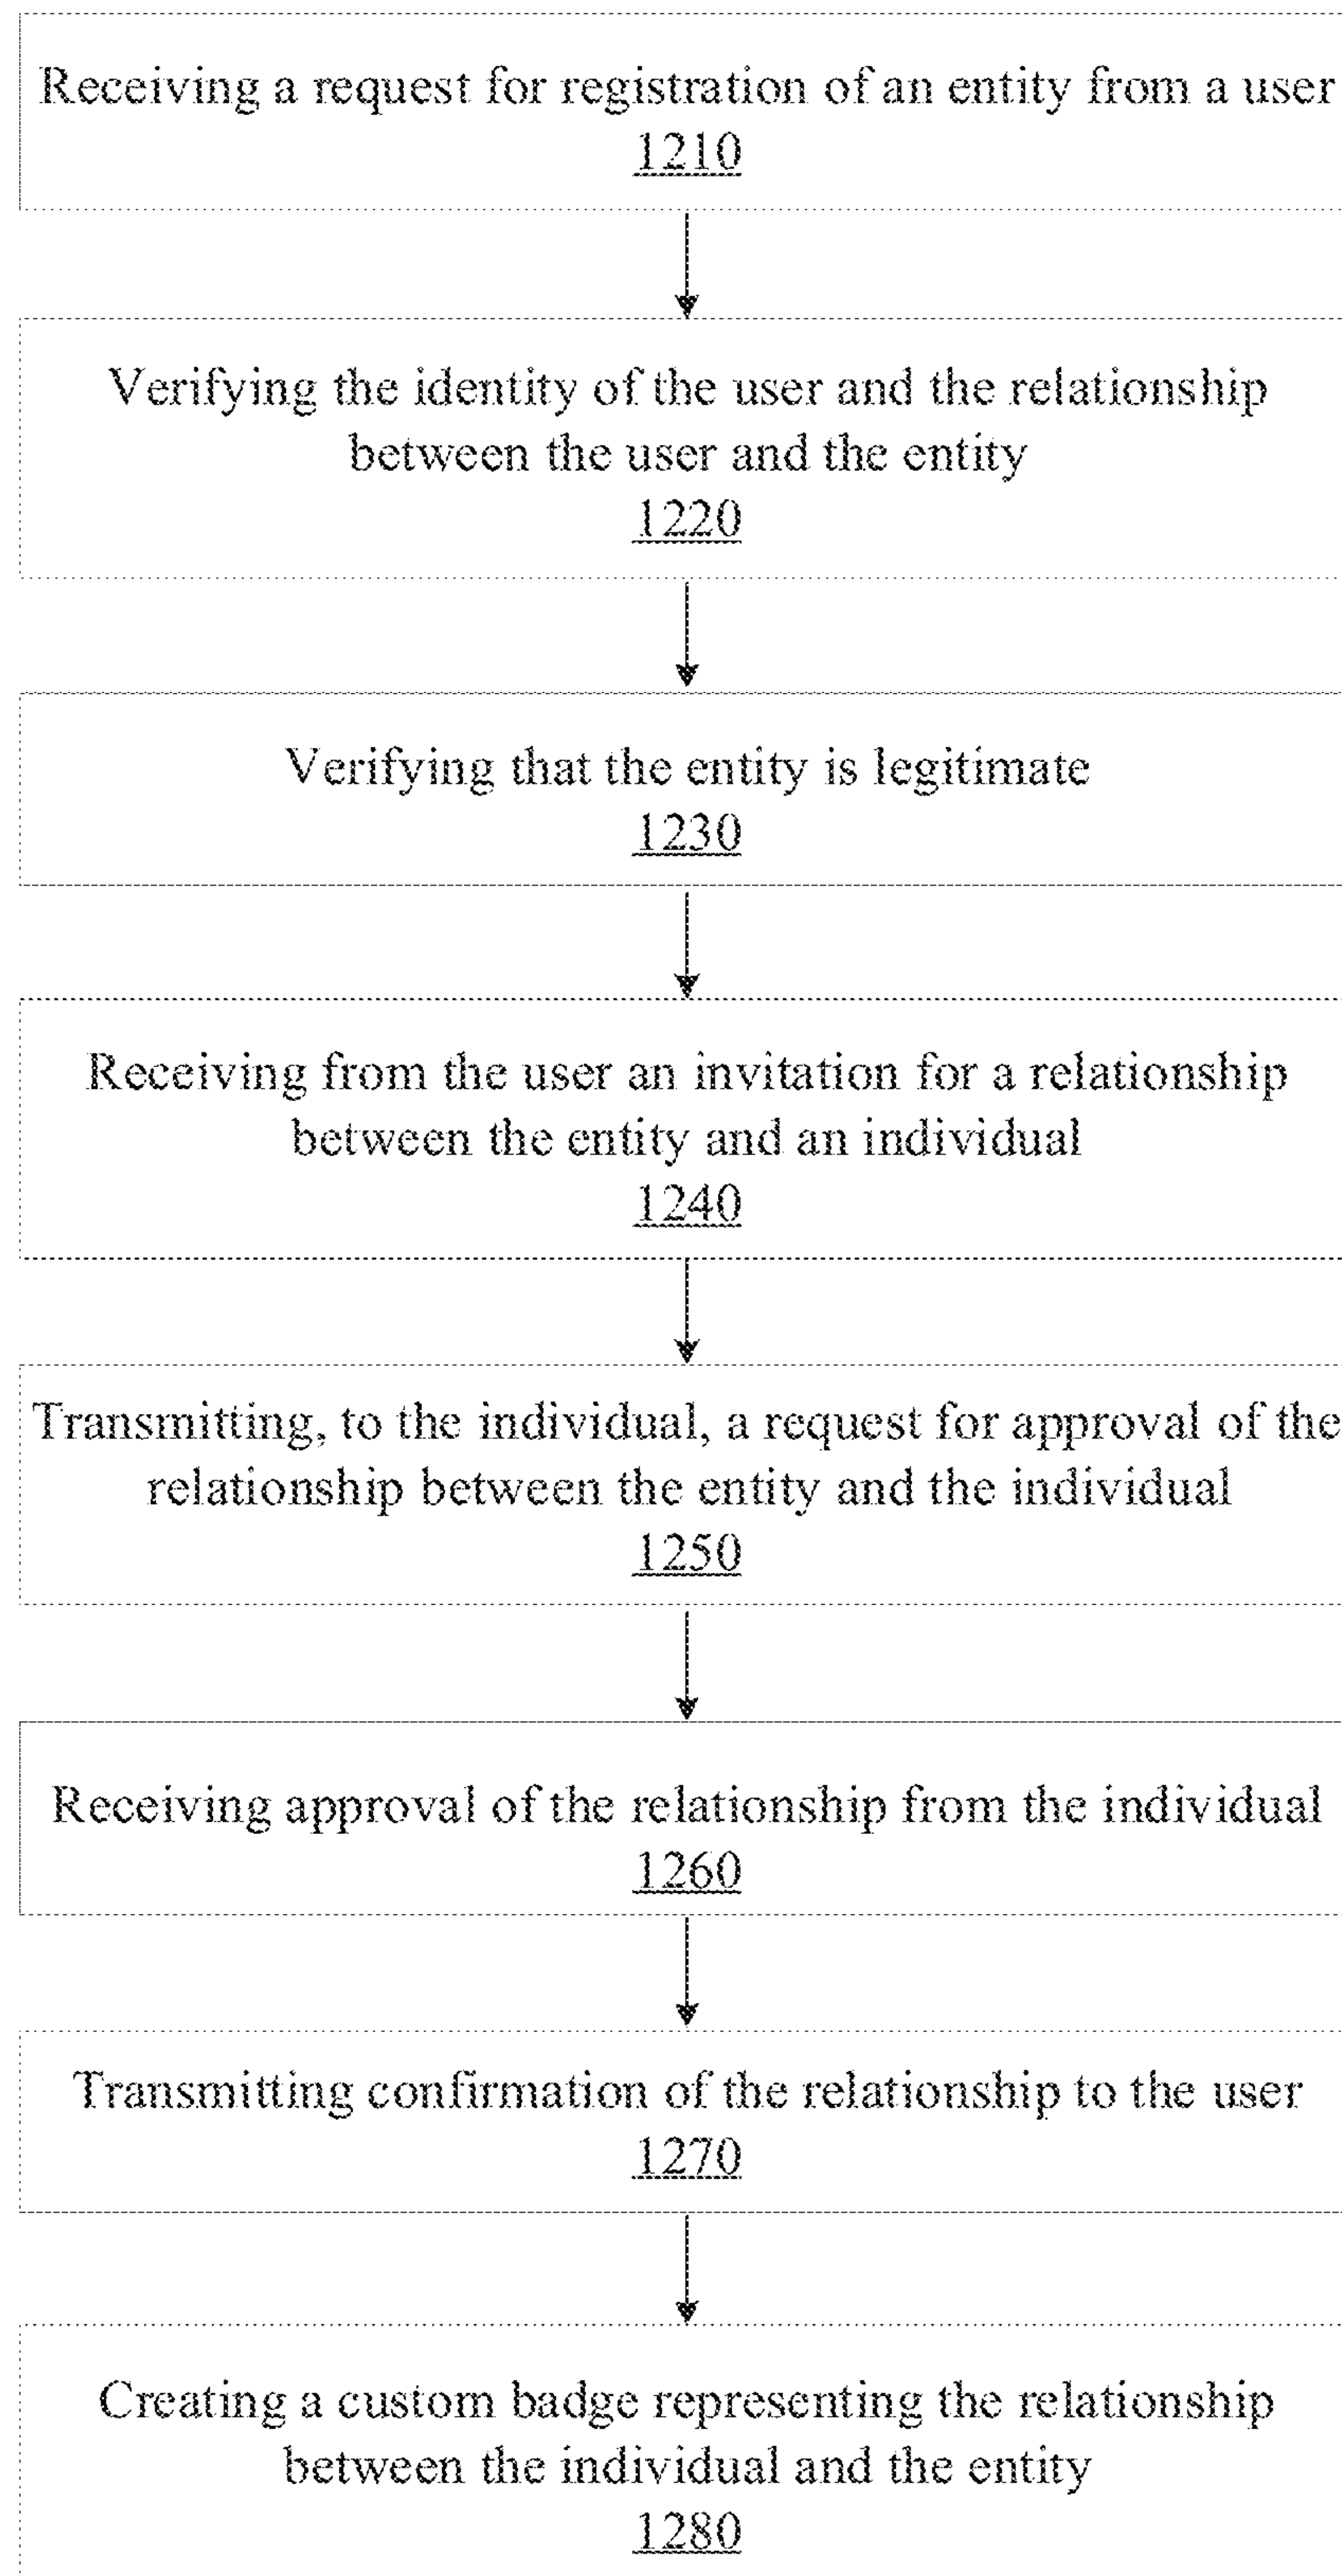 Receiving a request for registration of an entity from a user
1210
Verifying the identity of the user and the relationship
between the user and the entity
1220
Verifying that the entity is legitimate
1230
Receiving from the user an invitation for a relationship
between the entity and an individual
1240
Transmitting, to the individual, a request for approval of the
relationship between the entity and the individual
1250
Receiving approval of the relationship from the individual
1260
Transmitting confirmation of the relationship to the user
1270
Creating a custom badge representing the relationship
between the individual and the entity
1280